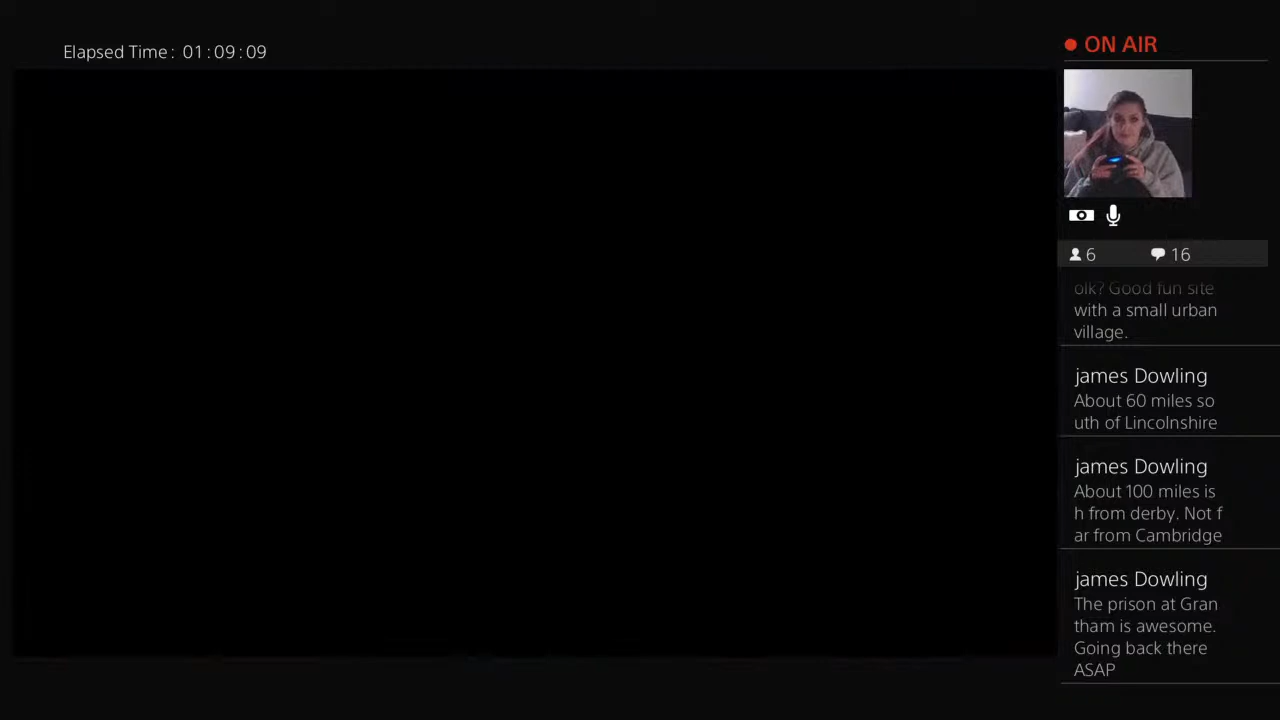 Elapsed Time: 01:09:09
ON AIR
6 16
olk? Good fun site
with a small urban
village.
james Dowling
About 60 miles so
uth of Lincolnshire
james Dowling
About 100 miles is
h from derby. Not f
ar from Cambridge
james Dowling
The prison at Gran
tham is awesome.
Going back there
ASAP